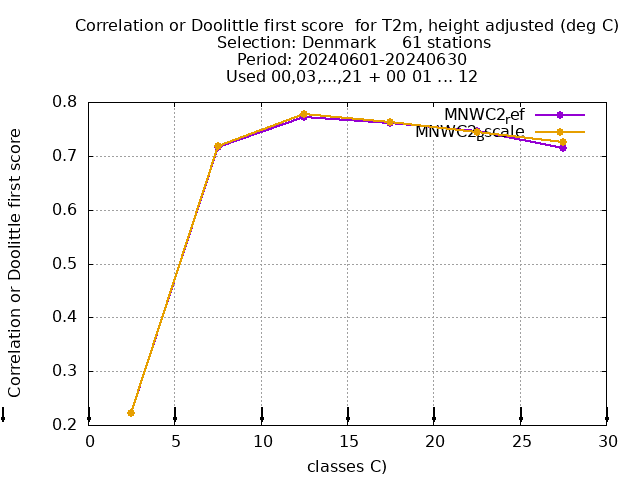 Correlation or Doolittle first score  for T2m, height adjusted (deg C)
Selection: Denmark     61 stations
Period: 20240601-20240630
Used 00,03,...,21 + 00 01 ... 12
MNWC2ref
MNWC2Bscale
Correlation or Doolittle first score
0.8
0.7
0.6
0.5
0.4
0.3
0.2
0 5 10 15 20 25 30
classes C)